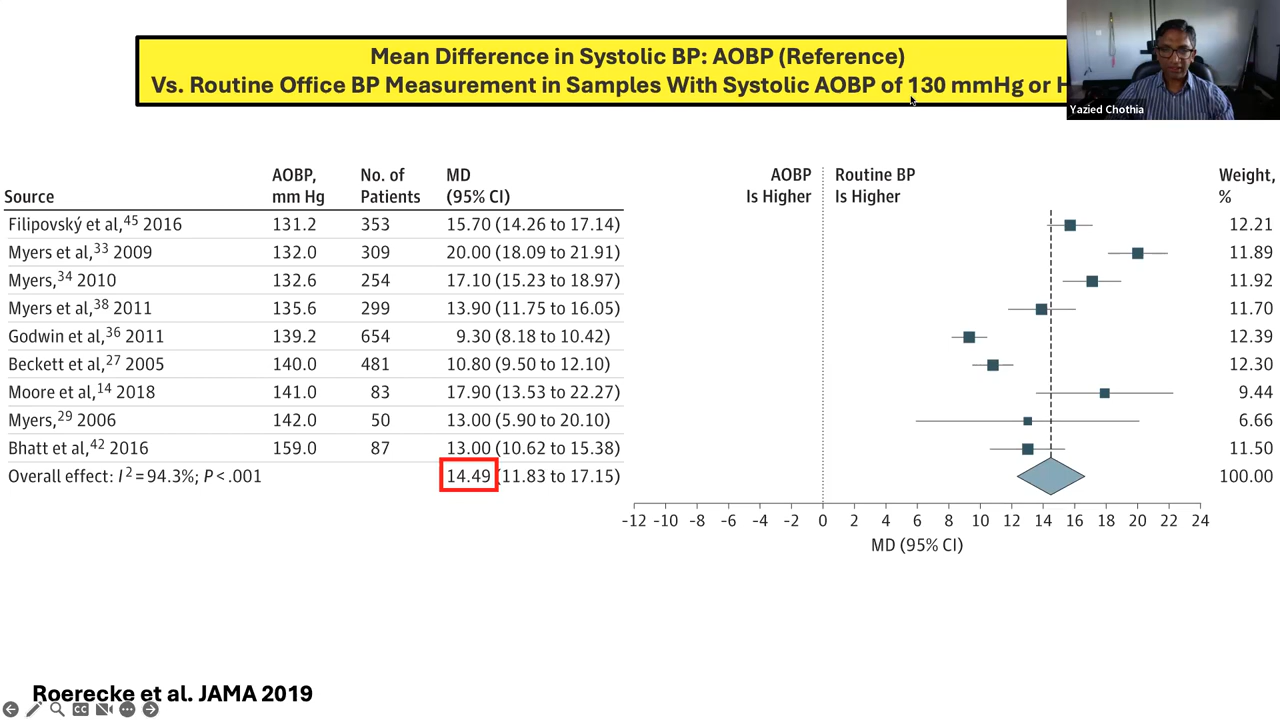 Mean Difference in Systolic BP: AOBP (Reference)
Vs. Routine Office BP Measurement in Samples With Systolic AOBP of 130 mmHg or H
Yazied Chothia
Source AOBP, mm Hg No. of Patients MD (95% CI) AOBP Is Higher Routine BP Is Higher Weight, %
Filipovský et al,45 2016 131.2 353 15.70 (14.26 to 17.14) 12.21
Myers et al,33 2009 132.0 309 20.00 (18.09 to 21.91) 11.89
Myers,34 2010 132.6 254 17.10 (15.23 to 18.97) 11.92
Myers et al,38 2011 135.6 299 13.90 (11.75 to 16.05) 11.70
Godwin et al,36 2011 139.2 654 9.30 (8.18 to 10.42) 12.39
Beckett et al,27 2005 140.0 481 10.80 (9.50 to 12.10) 12.30
Moore et al,14 2018 141.0 83 17.90 (13.53 to 22.27) 9.44
Myers,29 2006 142.0 50 13.00 (5.90 to 20.10) 6.66
Bhatt et al,42 2016 159.0 87 13.00 (10.62 to 15.38) 11.50
Overall effect: I2 = 94.3%; P < .001 14.49 (11.83 to 17.15) 100.00
-12 -10 -8 -6 -4 -2 0 2 4 6 8 10 12 14 16 18 20 22 24
MD (95% CI)
Roerecke et al. JAMA 2019
CC